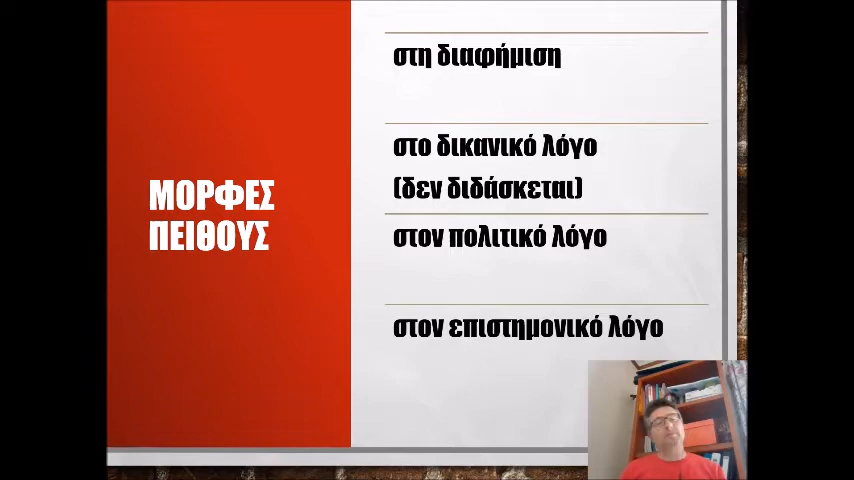 ΜΟΡΦΕΣ
ΠΕΙΘΟΥΣ
στη διαφήμιση
στο δικανικό λόγο
(δεν διδάσκεται)
στον πολιτικό λόγο
στον επιστημονικό λόγο